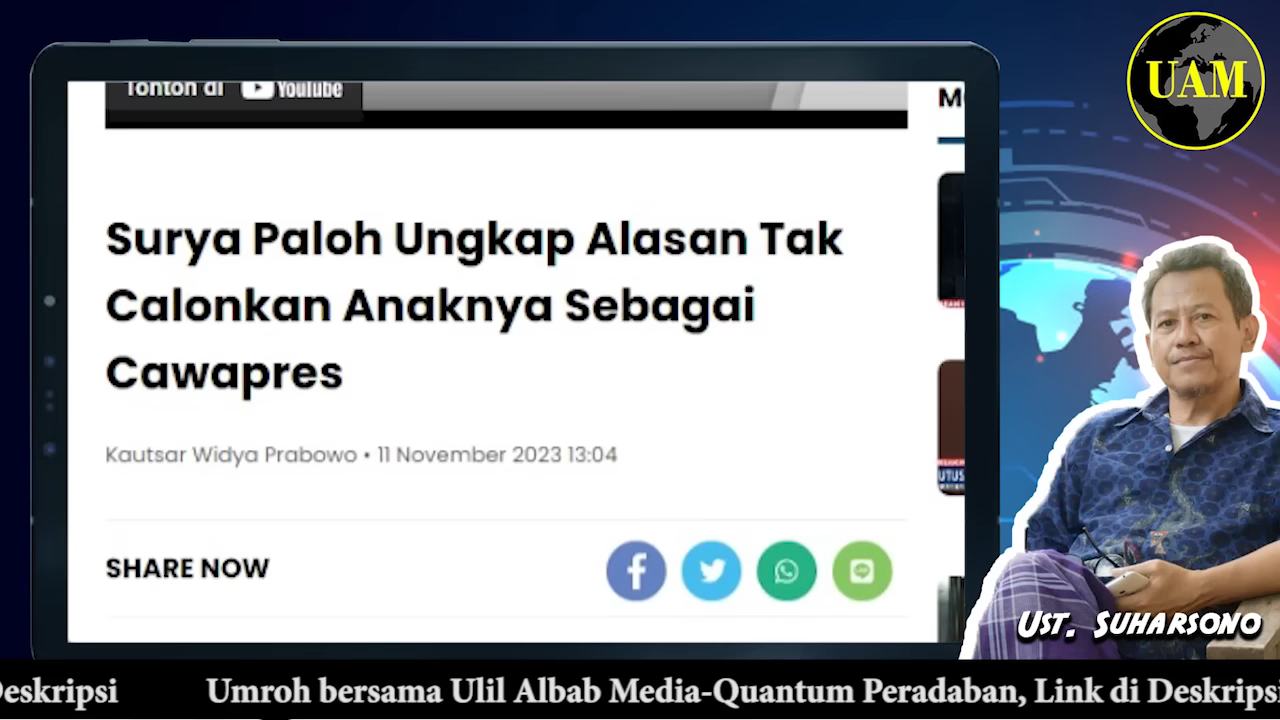 Tonton di YouTube
UAM
Surya Paloh Ungkap Alasan Tak
Calonkan Anaknya Sebagai
Cawapres
Kautsar Widya Prabowo • 11 November 2023 13:04
SHARE NOW
UST. SUHARSONO
Deskripsi Umroh bersama Ulil Albab Media-Quantum Peradaban, Link di Deskripsi